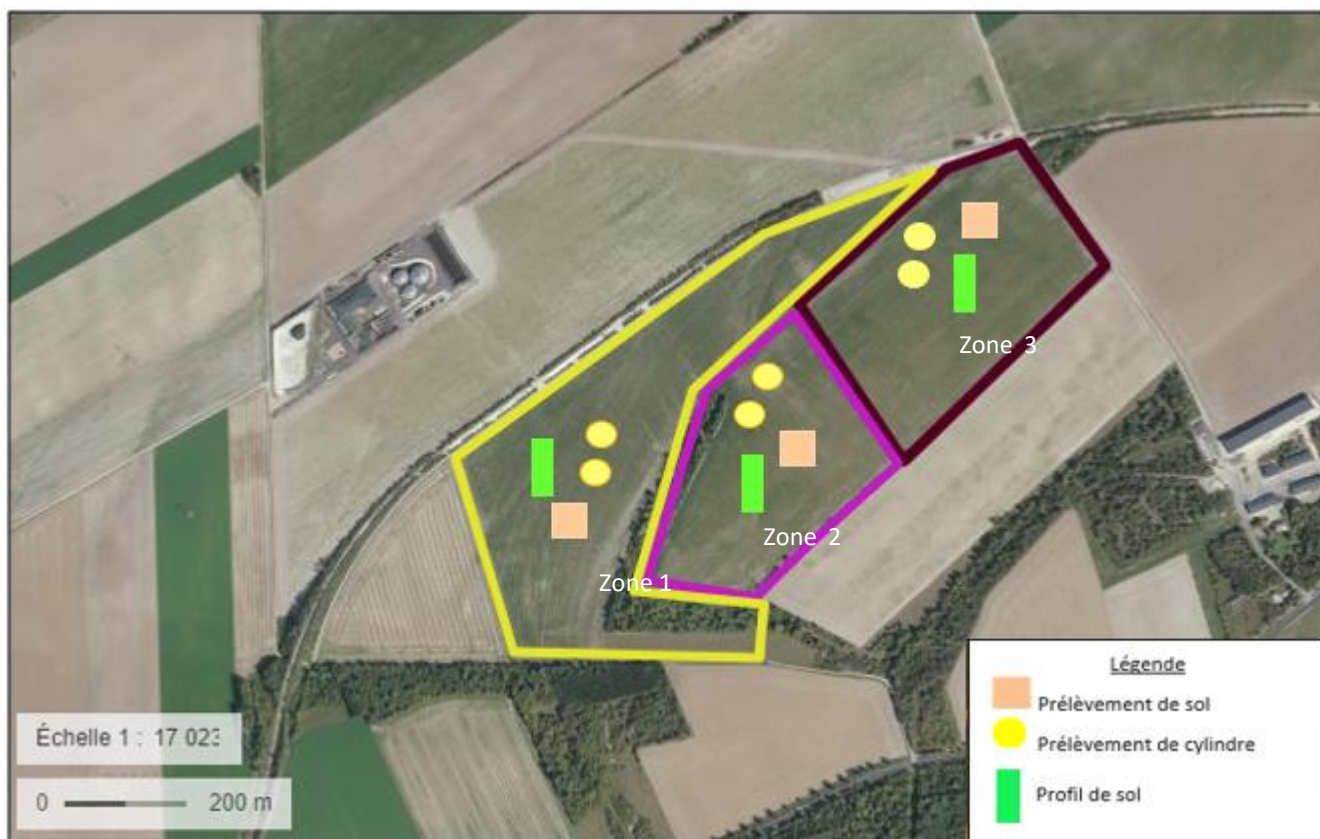 Zone 3
Zone 2
Zone 1
Légende
Prélèvement de sol
Prélèvement de cylindre
Profil de sol
Échelle 1 : 17 023
0 200 m